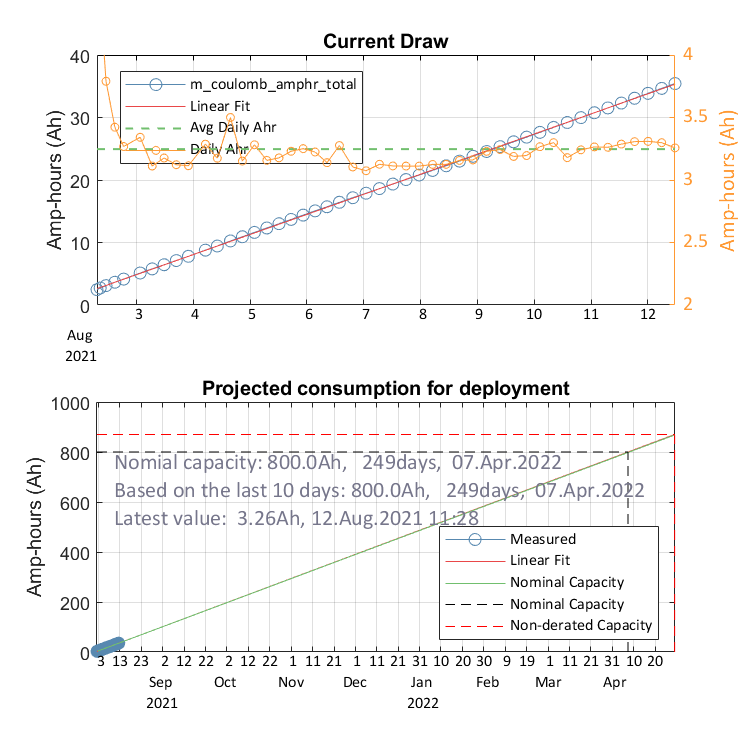 Current Draw
40
30
20
10
0
Amp-hours (Ah)
m_coulomb_amphr_total
Linear Fit
Avg Daily Ahr
Daily Ahr
4
3.5
3
2.5
2
Amp-hours (Ah)
3 4 5 6 7 8 9 10 11 12
Aug
2021
Projected consumption for deployment
1000
800
600
400
200
0
Amp-hours (Ah)
Nomial capacity: 800.0Ah, 249days, 07.Apr.2022
Based on the last 10 days: 800.0Ah, 249days, 07.Apr.2022
Latest value: 3.26Ah, 12.Aug.2021 11:28
Measured
Linear Fit
Nominal Capacity
Nominal Capacity
Non-derated Capacity
3 13 23 2 12 22 2 12 22 1 11 21 1 11 21 31 10 20 30 9 19 1 11 21 31 10 20
Sep Oct Nov Dec Jan Feb Mar Apr
2021 2022